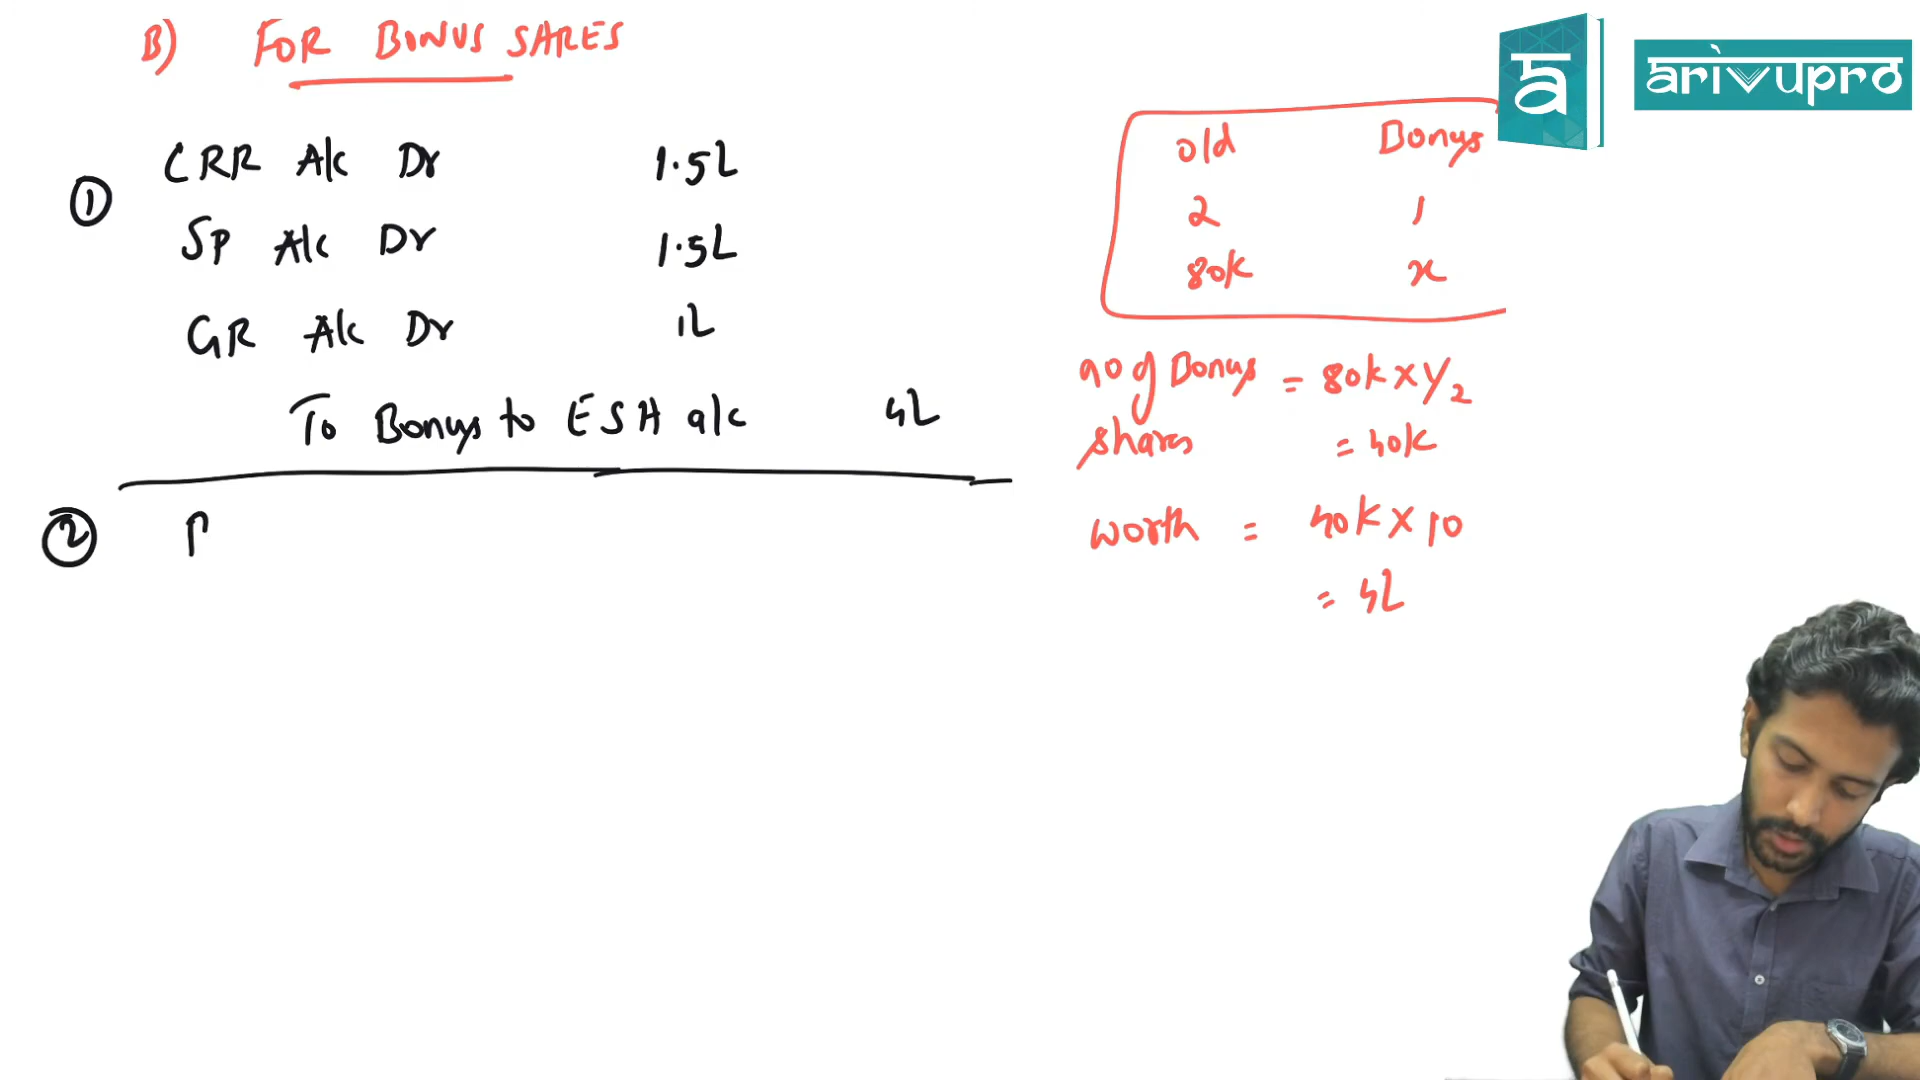 B) FOR BONUS SARES
① CRR A/c Dr 1.5L
SP A/c Dr 1.5L
GR A/c Dr 1L
To Bonus to ESH a/c 4L
②
old Bonus
2 1
80k x
no of Bonus shares = 80k x 1/2
= 40k
worth = 40k x 10
= 4L
a
arivupro